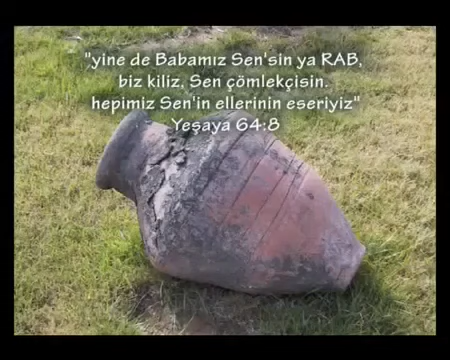 "yine de Babamız Sen'sin ya RAB,
biz kiliz, Sen çömlekçisin.
hepimiz Sen'in ellerinin eseriyiz"
Yeşaya 64:8